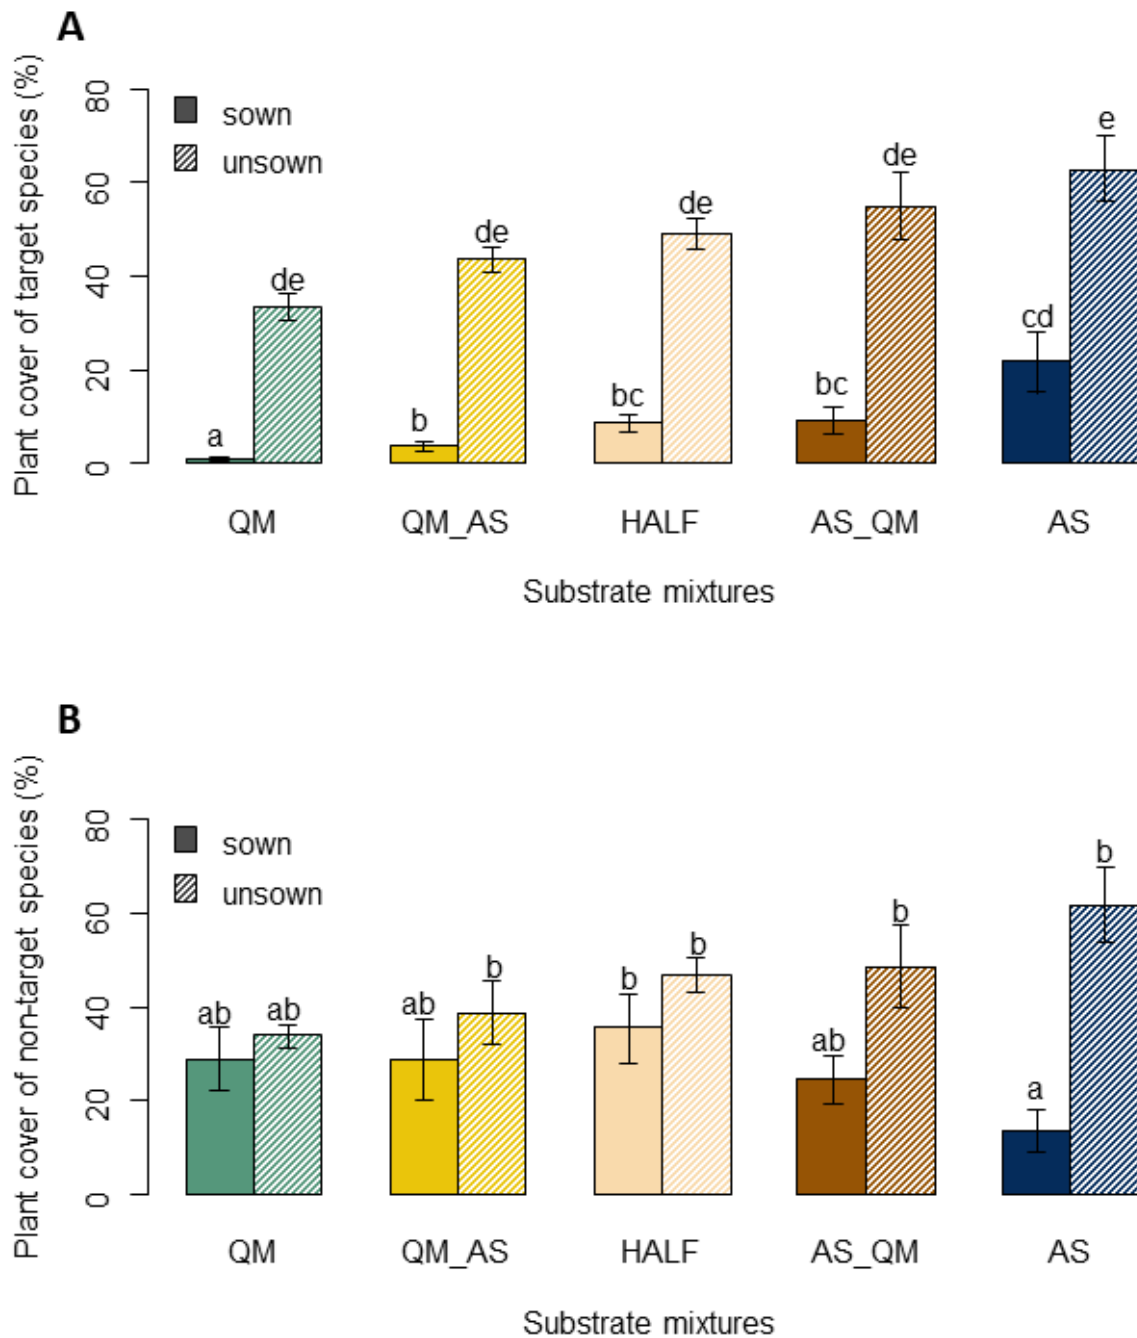 A
Plant cover of target species (%)
80
60
40
20
0
sown
unsown
a
de
b
de
bc
de
bc
de
cd
e
QM
QM_AS
HALF
AS_QM
AS
Substrate mixtures
B
Plant cover of non-target species (%)
80
60
40
20
0
sown
unsown
ab
ab
ab
b
b
b
ab
b
a
b
QM
QM_AS
HALF
AS_QM
AS
Substrate mixtures